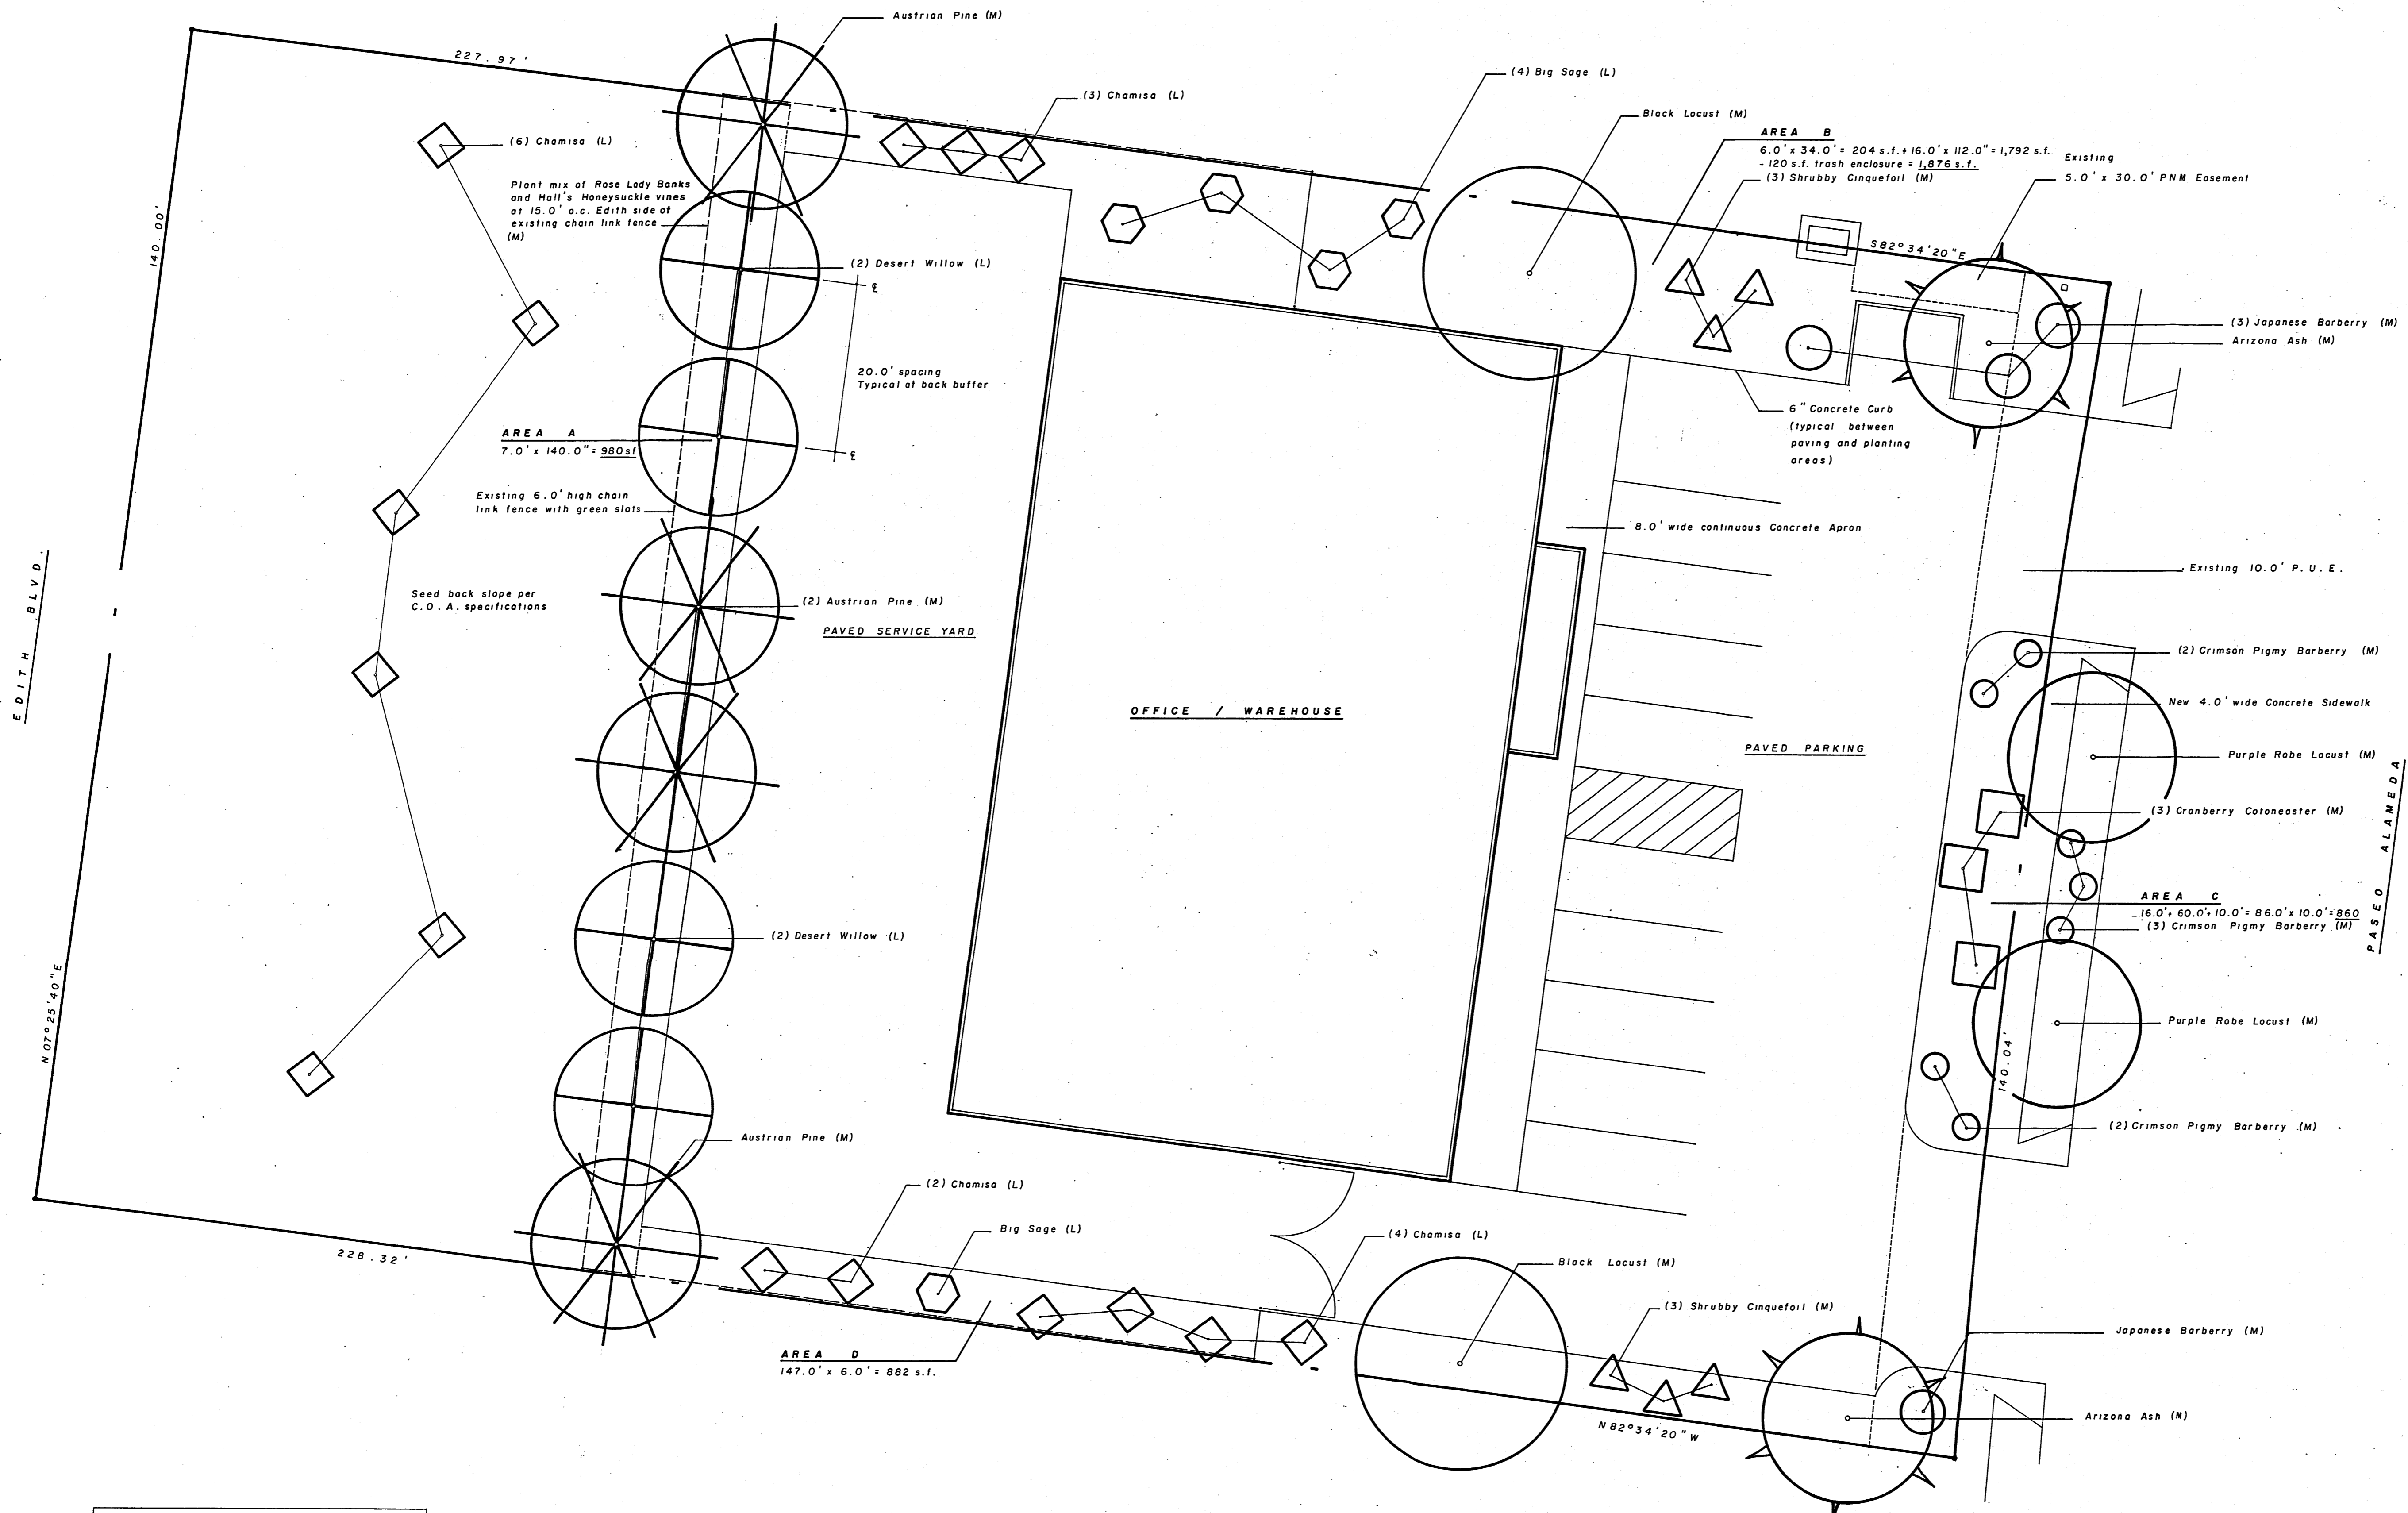 Austrian Pine (M)
227.97'
(4) Big Sage (L)
(3) Chamisa (L)
Black Locust (M)
AREA B
6.0' x 34.0' = 204 s.f. + 16.0' x 112.0" = 1,792 s.f.
- 120 s.f. trash enclosure = 1,876 s.f.
(3) Shrubby Cinquefoil (M)
Existing
5.0' x 30.0' PNM Easement
(6) Chamisa (L)
Plant mix of Rose Lady Banks
and Hall's Honeysuckle vines
at 15.0' o.c. Edith side of
existing chain link fence
(M)
140.00'
S82°34'20"E
(2) Desert Willow (L)
℄
20.0' spacing
Typical at back buffer
℄
(3) Japanese Barberry (M)
Arizona Ash (M)
6" Concrete Curb
(typical between
paving and planting
areas)
AREA A
7.0' x 140.0" = 980sf
Existing 6.0' high chain
link fence with green slats
8.0' wide continuous Concrete Apron
Existing 10.0' P.U.E.
Seed back slope per
C.O.A. specifications
(2) Austrian Pine (M)
PAVED SERVICE YARD
EDITH BLVD.
(2) Crimson Pigmy Barberry (M)
New 4.0' wide Concrete Sidewalk
OFFICE / WAREHOUSE
PAVED PARKING
Purple Robe Locust (M)
(3) Cranberry Cotoneaster (M)
PASEO ALAMEDA
AREA C
16.0'+ 60.0'+ 10.0' = 86.0' x 10.0' = 860
(3) Crimson Pigmy Barberry (M)
(2) Desert Willow (L)
N07°25'40"E
Purple Robe Locust (M)
140.04'
(2) Crimson Pigmy Barberry (M)
Austrian Pine (M)
(2) Chamisa (L)
Big Sage (L)
(4) Chamisa (L)
228.32'
Black Locust (M)
(3) Shrubby Cinquefoil (M)
Japanese Barberry (M)
AREA D
147.0' x 6.0' = 882 s.f.
N82°34'20"W
Arizona Ash (M)